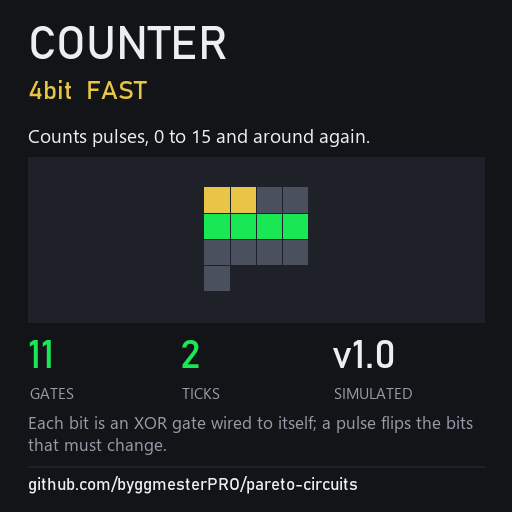 COUNTER
4bit FAST
Counts pulses, 0 to 15 and around again.
11 2 v1.0
GATES TICKS SIMULATED
Each bit is an XOR gate wired to itself; a pulse flips the bits
that must change.
github.com/byggmesterPRO/pareto-circuits